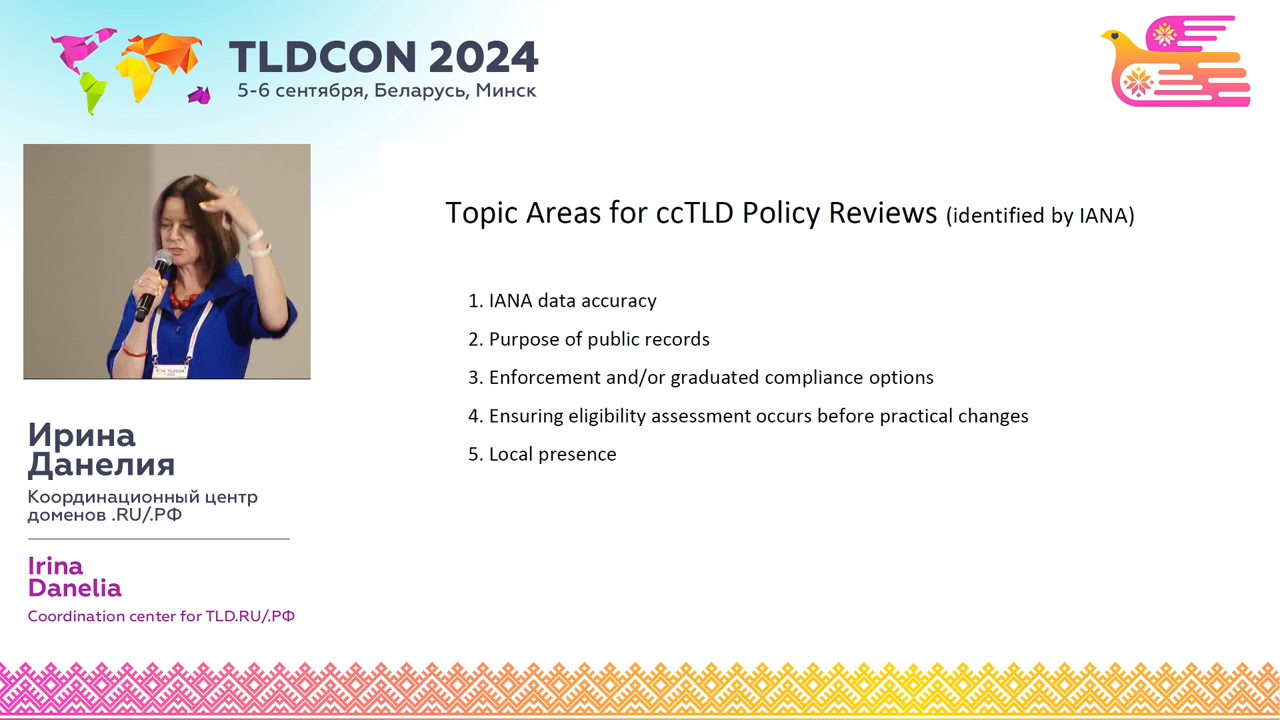 TLDCON 2024
5-6 сентября, Беларусь, Минск
Topic Areas for ccTLD Policy Reviews (identified by IANA)
1. IANA data accuracy
2. Purpose of public records
3. Enforcement and/or graduated compliance options
4. Ensuring eligibility assessment occurs before practical changes
5. Local presence
TLDCON
Ирина
Данелия
Координационный центр
доменов .RU/.РФ
Irina
Danelia
Coordination center for TLD.RU/.РФ